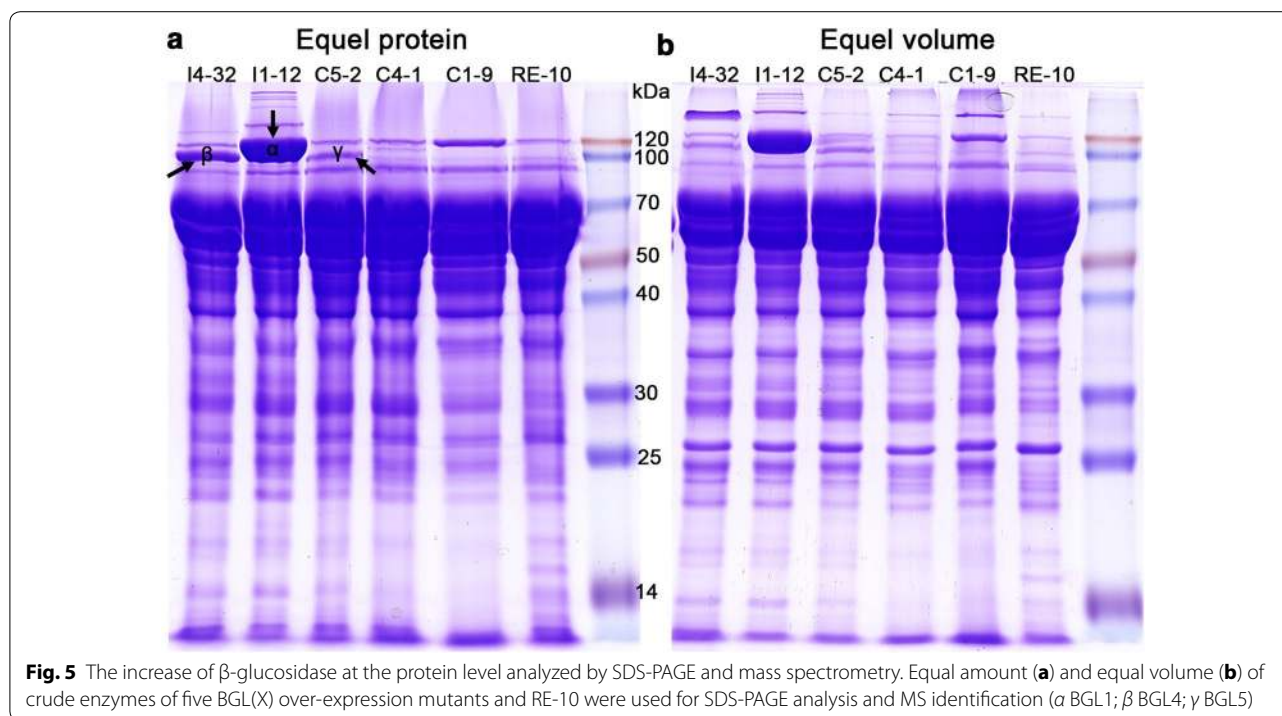 a Equel protein
b Equel volume
I4-32 I1-12 C5-2 C4-1 C1-9 RE-10
I4-32 I1-12 C5-2 C4-1 C1-9 RE-10
kDa
β α γ
120
100
70
50
40
30
25
14
Fig. 5 The increase of β-glucosidase at the protein level analyzed by SDS-PAGE and mass spectrometry. Equal amount (a) and equal volume (b) of
crude enzymes of five BGL(X) over-expression mutants and RE-10 were used for SDS-PAGE analysis and MS identification (α BGL1; β BGL4; γ BGL5)